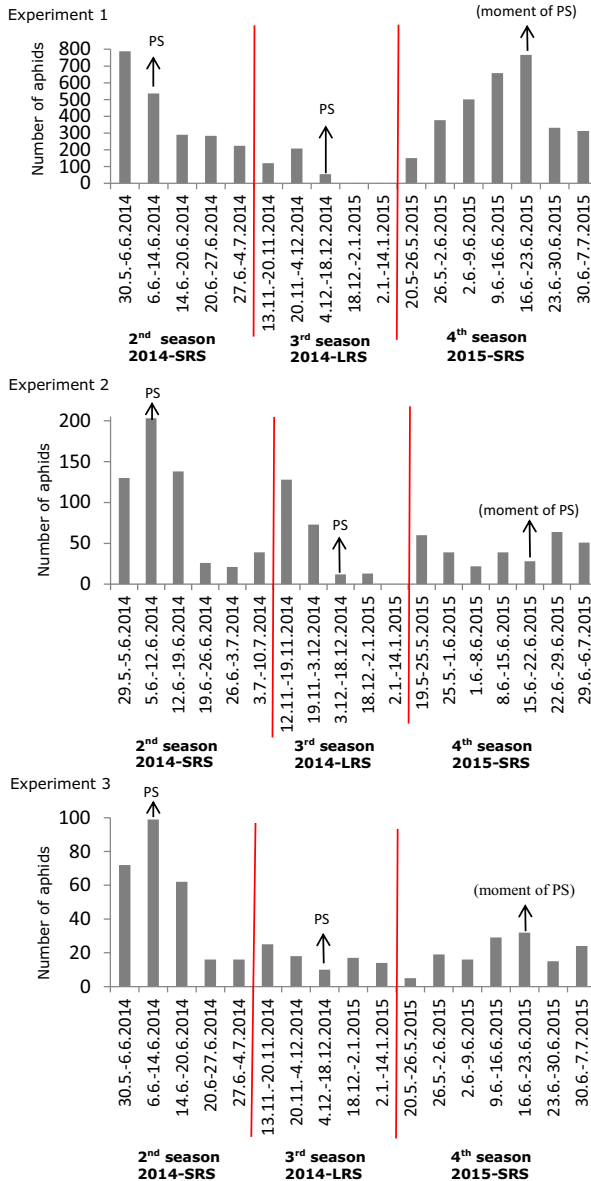 Experiment 1
Number of aphids
800
700
600
500
400
300
200
100
0
PS
PS
(moment of PS)
30.5.-6.6.2014
6.6.-14.6.2014
14.6.-20.6.2014
20.6.-27.6.2014
27.6.-4.7.2014
13.11.-20.11.2014
20.11.-4.12.2014
4.12.-18.12.2014
18.12.-2.1.2015
2.1.-14.1.2015
20.5.-26.5.2015
26.5.-2.6.2015
2.6.-9.6.2015
9.6.-16.6.2015
16.6.-23.6.2015
23.6.-30.6.2015
30.6.-7.7.2015
2nd season
2014-SRS
3rd season
2014-LRS
4th season
2015-SRS
Experiment 2
Number of aphids
200
150
100
50
0
PS
PS
(moment of PS)
29.5.-5.6.2014
5.6.-12.6.2014
12.6.-19.6.2014
19.6.-26.6.2014
26.6.-3.7.2014
3.7.-10.7.2014
12.11.-19.11.2014
19.11.-3.12.2014
3.12.-18.12.2014
18.12.-2.1.2015
2.1.-14.1.2015
19.5-25.5.2015
25.5.-1.6.2015
1.6.-8.6.2015
8.6.-15.6.2015
15.6.-22.6.2015
22.6.-29.6.2015
29.6.-6.7.2015
2nd season
2014-SRS
3rd season
2014-LRS
4th season
2015-SRS
Experiment 3
Number of aphids
100
80
60
40
20
0
PS
PS
(moment of PS)
30.5.-6.6.2014
6.6.-14.6.2014
14.6.-20.6.2014
20.6-27.6.2014
27.6.-4.7.2014
13.11.-20.11.2014
20.11.-4.12.2014
4.12.-18.12.2014
18.12.-2.1.2015
2.1.-14.1.2015
20.5.-26.5.2015
26.5.-2.6.2015
2.6.-9.6.2015
9.6.-16.6.2015
16.6.-23.6.2015
23.6.-30.6.2015
30.6.-7.7.2015
2nd season
2014-SRS
3rd season
2014-LRS
4th season
2015-SRS